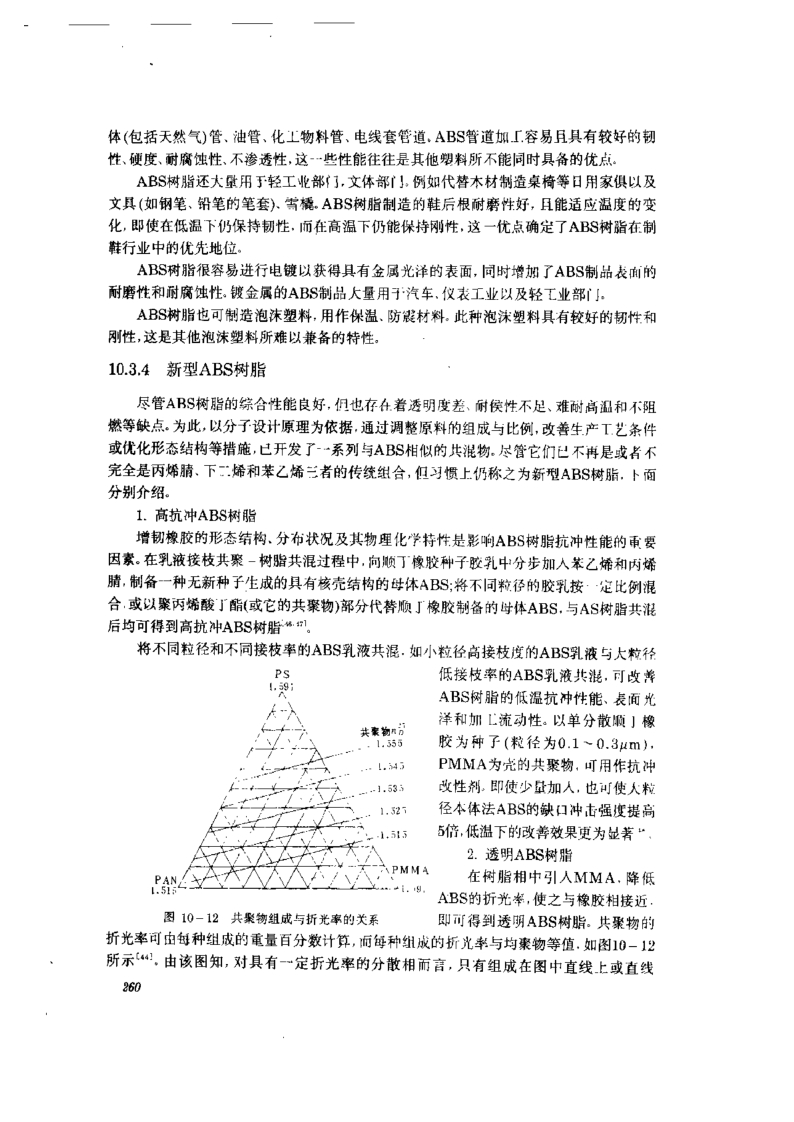 体(包括天然气)管、油管、化工物料管、电线套管道。ABS管道加工容易且具有较好的韧
性、硬度、耐腐蚀性、不渗透性,这一些性能往往是其他塑料所不能同时具备的优点。
ABS树脂还大量用于轻工业部门,文体部门。例如代替木材制造桌椅等日用家俱以及
文具(如钢笔、铅笔的笔套)、雪橇。ABS树脂制造的鞋后根耐磨性好,且能适应温度的变
化,即使在低温下仍保持韧性,而在高温下仍能保持刚性,这一优点确定了ABS树脂在制
鞋行业中的优先地位。
ABS树脂很容易进行电镀以获得具有金属光泽的表面,同时增加了ABS制品表面的
耐磨性和耐腐蚀性。镀金属的ABS制品大量用于汽车、仪表工业以及轻工业部门。
ABS树脂也可制造泡沫塑料,用作保温、防震材料。此种泡沫塑料具有较好的韧性和
刚性,这是其他泡沫塑料所难以兼备的特性。
10.3.4 新型ABS树脂
尽管ABS树脂的综合性能良好,但也存在着透明度差、耐侯性不足、难耐高温和不阻
燃等缺点。为此,以分子设计原理为依据,通过调整原料的组成与比例,改善生产工艺条件
或优化形态结构等措施,已开发了一系列与ABS相似的共混物。尽管它们已不再是或者不
完全是丙烯腈、丁二烯和苯乙烯三者的传统组合,但习惯上仍称之为新型ABS树脂,下面
分别介绍。
1. 高抗冲ABS树脂
增韧橡胶的形态结构、分布状况及其物理化学特性是影响ABS树脂抗冲性能的重要
因素。在乳液接枝共聚－树脂共混过程中,向顺丁橡胶种子胶乳中分步加入苯乙烯和丙烯
腈,制备一种无新种子生成的具有核壳结构的母体ABS;将不同粒径的胶乳按一定比例混
合,或以聚丙烯酸丁酯(或它的共聚物)部分代替顺丁橡胶制备的母体ABS,与AS树脂共混
后均可得到高抗冲ABS树脂[46,47]。
将不同粒径和不同接枝率的ABS乳液共混,如小粒径高接枝度的ABS乳液与大粒径
低接枝率的ABS乳液共混,可改善
ABS树脂的低温抗冲性能、表面光
泽和加工流动性。以单分散顺丁橡
胶为种子(粒径为0.1～0.3μm),
PMMA为壳的共聚物,可用作抗冲
改性剂。即使少量加入,也可使大粒
径本体法ABS的缺口冲击强度提高
5倍,低温下的改善效果更为显著
2. 透明ABS树脂
在树脂相中引入MMA,降低
ABS的折光率,使之与橡胶相接近,
即可得到透明ABS树脂。共聚物的
PS
1.591
共聚物
1.555
1.545
1.535
1.525
1.515
PAN
1.515
PMMA
图 10－12 共聚物组成与折光率的关系
折光率可由每种组成的重量百分数计算,而每种组成的折光率与均聚物等值,如图10－12
所示[44]。由该图知,对具有一定折光率的分散相而言,只有组成在图中直线上或直线
260